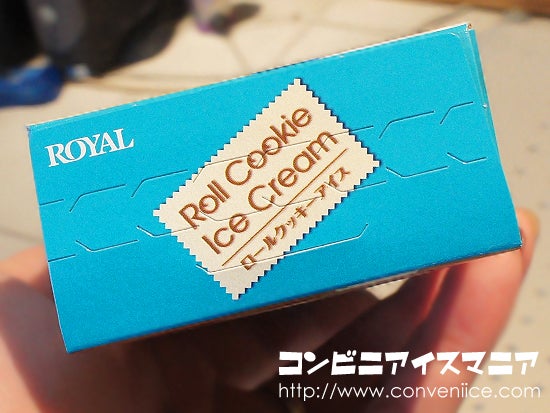 ROYAL
Roll Cookie
Ice Cream
ロールクッキーアイス
コンビニアイスマニア
http://www.conveniice.com/